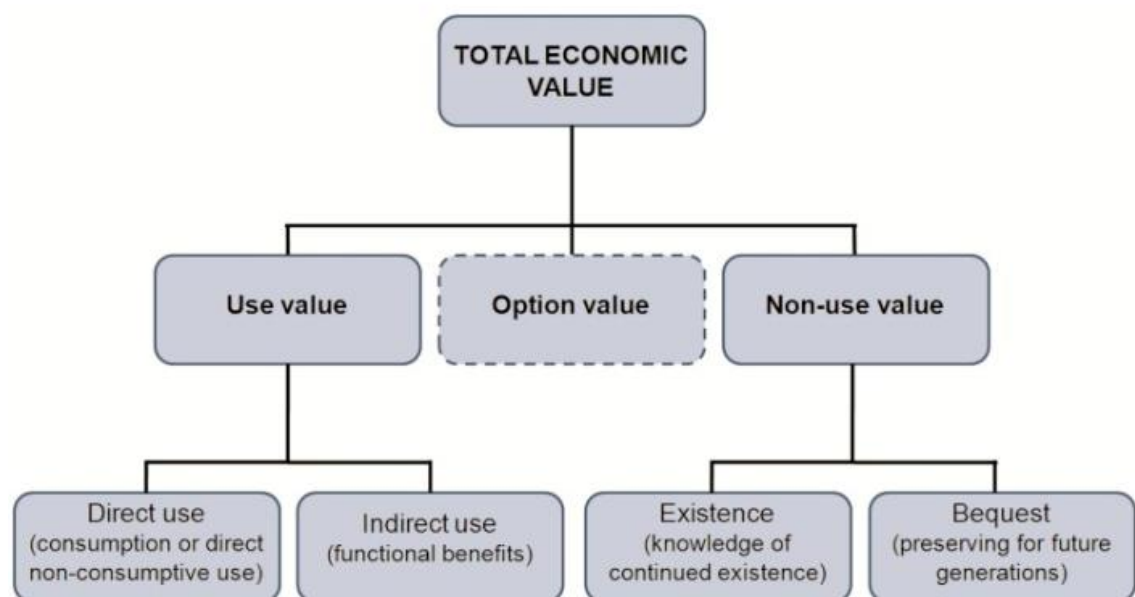 TOTAL ECONOMIC
VALUE
Use value
Option value
Non-use value
Direct use
(consumption or direct
non-consumptive use)
Indirect use
(functional benefits)
Existence
(knowledge of
continued existence)
Bequest
(preserving for future
generations)